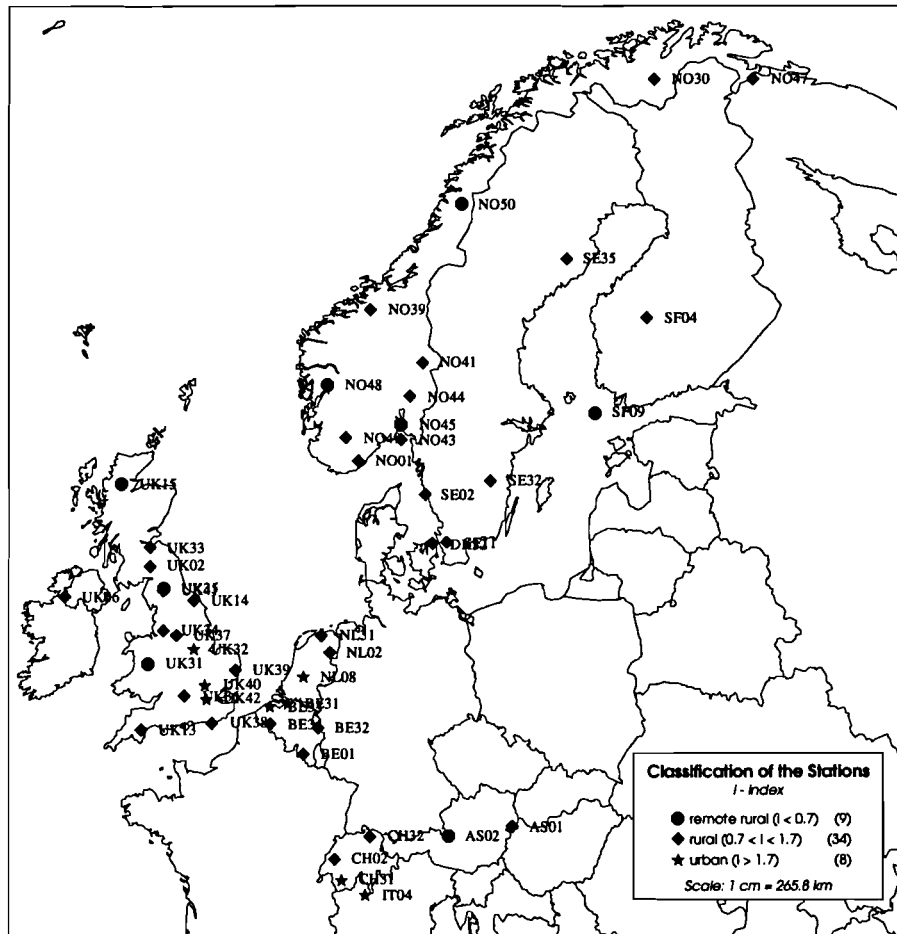 NO30
NO47
NO50
SE35
NO39
SF04
NO41
NO48
NO44
SF09
NO45
NO43
NO01
SE32
UK15
SE02
UK33
UK02
UK14
NL31
UK37
UK32
NL02
UK31
UK39
NL08
UK40
BE31
UK42
UK38
UK13
BE32
BE01
CH32
AS02
AS01
CH02
CH31
IT04
Classification of the Stations
I - Index
remote rural (I < 0.7) (9)
rural (0.7 < I < 1.7) (34)
urban (I > 1.7) (8)
Scale: 1 cm = 265.8 km